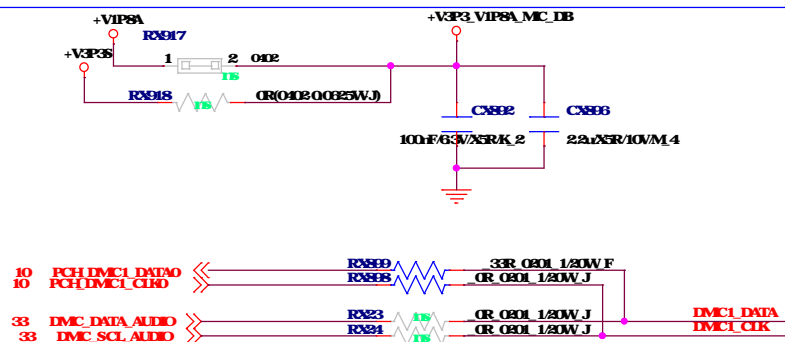 +V1P8A
+V3P3_V1P8A_MIC_DB
RX917
+V3P3S
1 2 0402
ns
RX918 ns 0R(0402-0.0625W-J)
CX892 CX893
100nF/6.3V/X5R/K_2 2.2u/X5R/10V/M_4
RX899 _33R_0201_1/20W_F
10 PCH_DMIC1_DATA0
RX898 _0R_0201_1/20W_J
10 PCH_DMIC1_CLK0
RX23 ns _0R_0201_1/20W_J DMIC1_DATA
33 DMIC_DATA_AUDIO
RX24 ns _0R_0201_1/20W_J DMIC1_CLK
33 DMIC_SCL_AUDIO